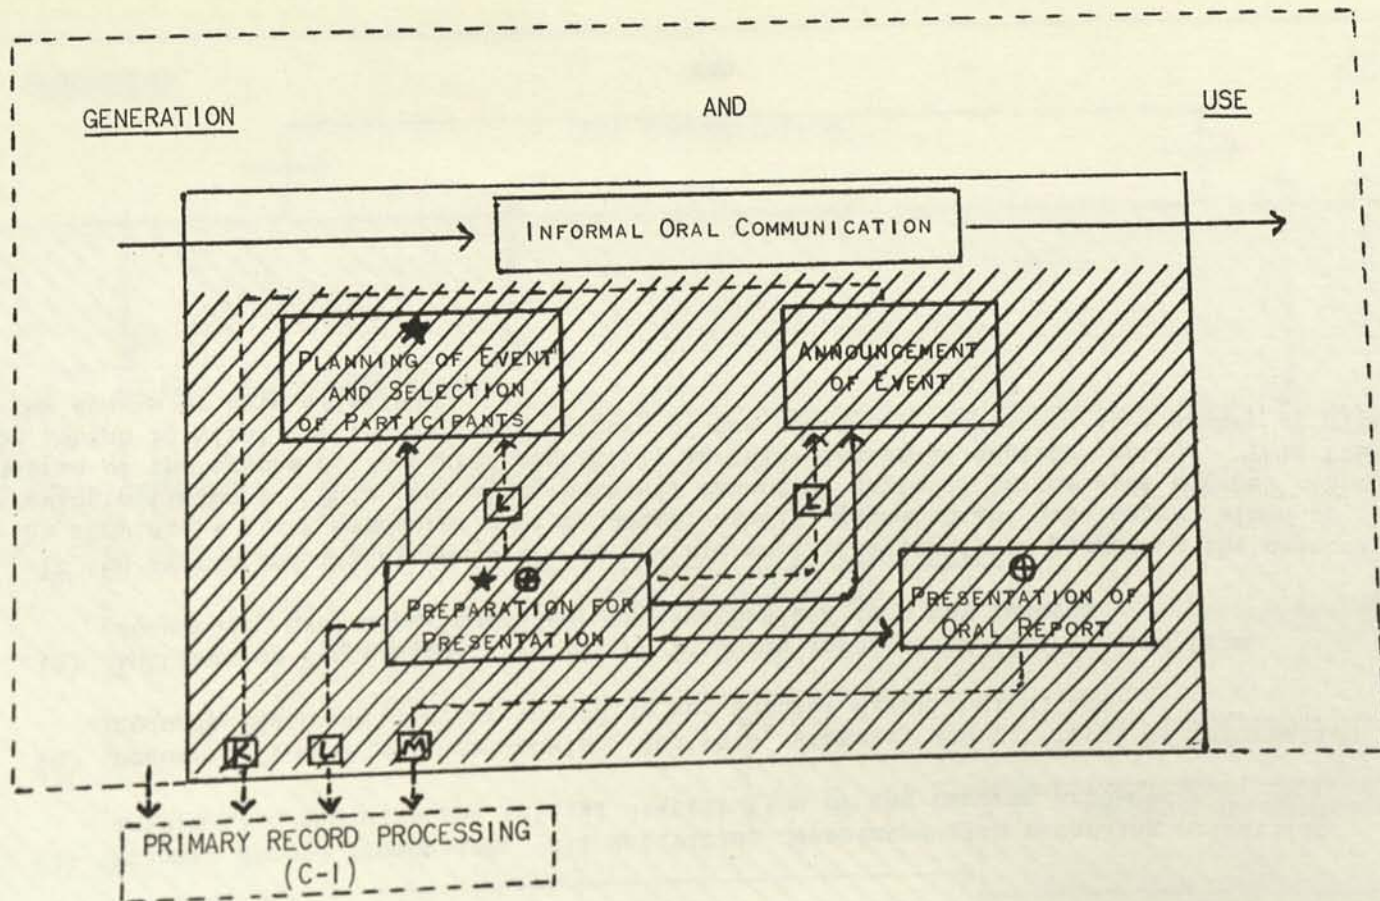 GENERATION AND USE
INFORMAL ORAL COMMUNICATION
PLANNING OF EVENT
AND SELECTION
OF PARTICIPANTS
ANNOUNCEMENT
OF EVENT
L
L
PREPARATION FOR
PRESENTATION
PRESENTATION OF
ORAL REPORT
K
L
M
PRIMARY RECORD PROCESSING
(C-1)